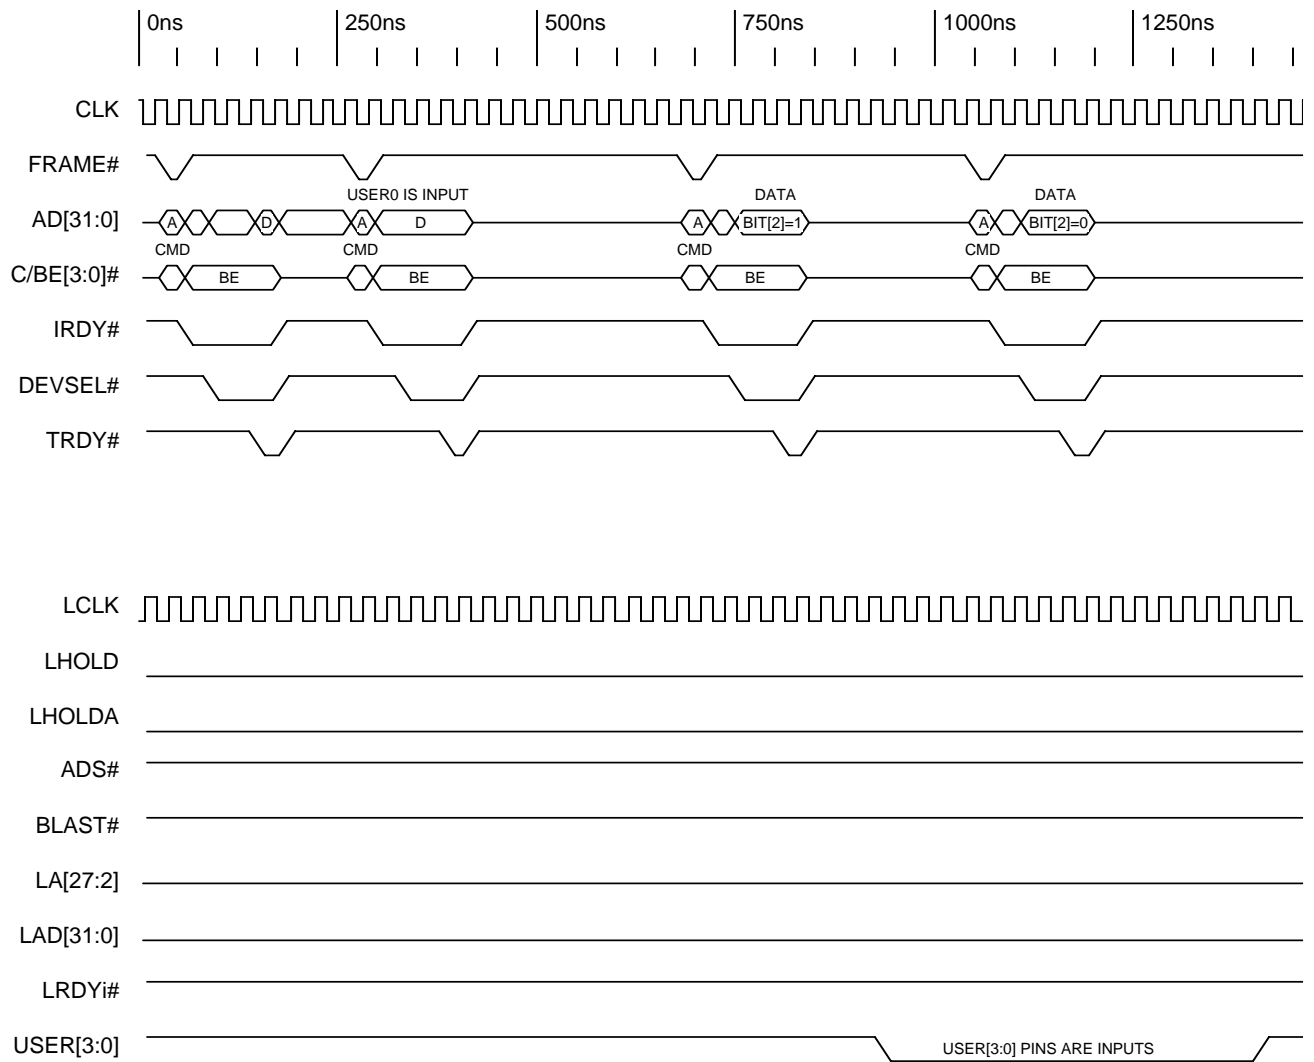 0ns 250ns 500ns 750ns 1000ns 1250ns
CLK
FRAME#
USER0 IS INPUT DATA DATA
AD[31:0] A D A D A BIT[2]=1 A BIT[2]=0
CMD CMD CMD CMD
C/BE[3:0]# BE BE BE BE
IRDY#
DEVSEL#
TRDY#
LCLK
LHOLD
LHOLDA
ADS#
BLAST#
LA[27:2]
LAD[31:0]
LRDYi#
USER[3:0] USER[3:0] PINS ARE INPUTS